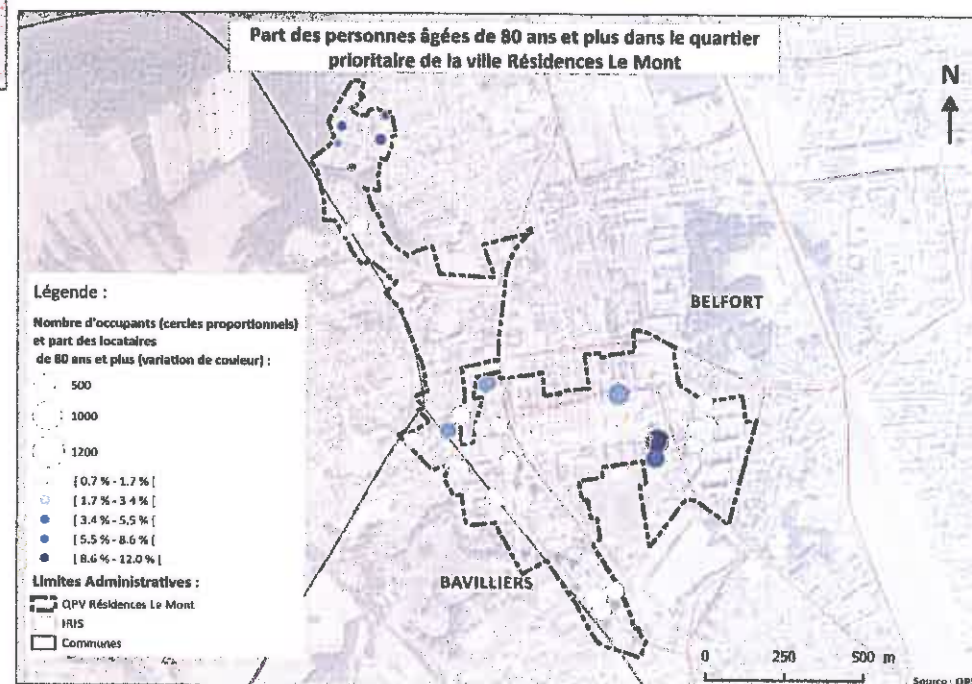 Part des personnes âgées de 80 ans et plus dans le quartier
prioritaire de la ville Résidences Le Mont
N
BELFORT
BAVILLIERS
Légende :
Nombre d'occupants (cercles proportionnels)
et part des locataires
de 80 ans et plus (variation de couleur) :
500
1000
1200
[ 0.7 % - 1.7 % [
[ 1.7 % - 3.4 % [
[ 3.4 % - 5.5 % [
[ 5.5 % - 8.6 % [
[ 8.6 % - 12.0 % [
Limites Administratives :
QPV Résidences Le Mont
IRIS
Communes
0 250 500 m
Source : OPS